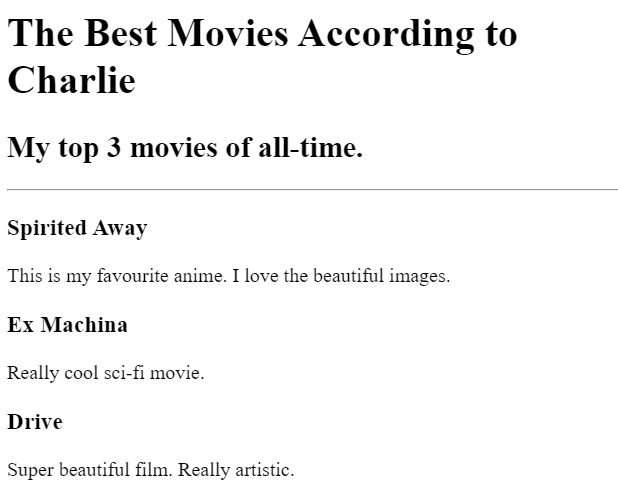 The Best Movies According to
Charlie
My top 3 movies of all-time.
Spirited Away
This is my favourite anime. I love the beautiful images.
Ex Machina
Really cool sci-fi movie.
Drive
Super beautiful film. Really artistic.